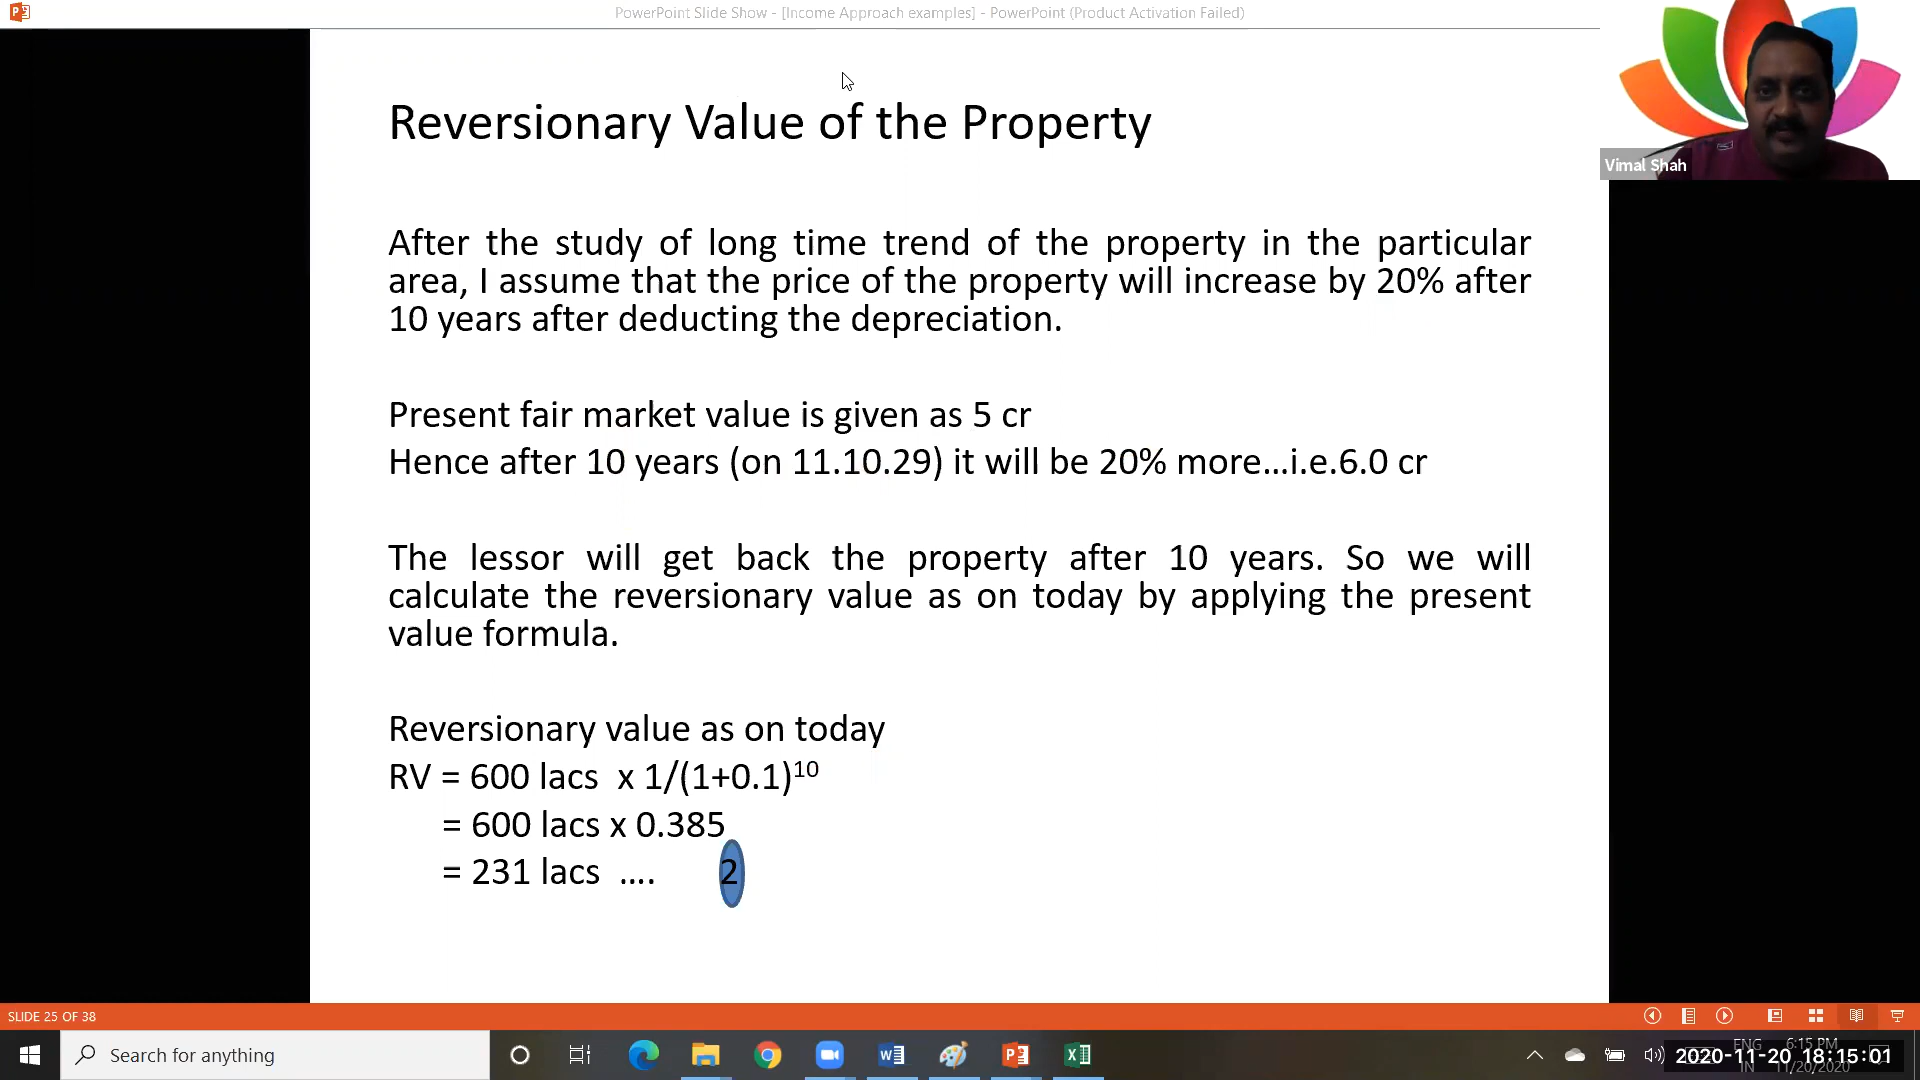 PowerPoint Slide Show - [Income Approach examples] - PowerPoint (Product Activation Failed)
Vimal Shah
Reversionary Value of the Property
After the study of long time trend of the property in the particular
area, I assume that the price of the property will increase by 20% after
10 years after deducting the depreciation.
Present fair market value is given as 5 cr
Hence after 10 years (on 11.10.29) it will be 20% more...i.e.6.0 cr
The lessor will get back the property after 10 years. So we will
calculate the reversionary value as on today by applying the present
value formula.
Reversionary value as on today
RV = 600 lacs x 1/(1+0.1)¹⁰
= 600 lacs x 0.385
= 231 lacs .... 2
SLIDE 25 OF 38
Search for anything
ENG
IN
6:15 PM
11/20/2020
2020-11-20 18:15:01